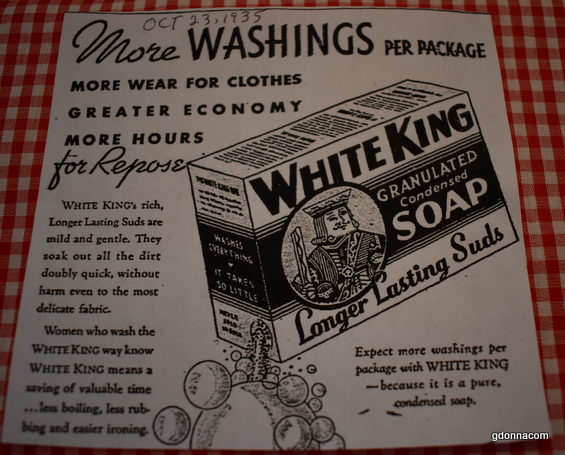 OCT 23, 1935
More WASHINGS PER PACKAGE
MORE WEAR FOR CLOTHES
GREATER ECONOMY
MORE HOURS
for Repose
WHITE KING's rich,
Longer Lasting Suds are
mild and gentle. They
soak out all the dirt
doubly quick, without
harm even to the most
delicate fabric.
Women who wash the
WHITE KING way know
WHITE KING means a
saving of valuable time
...less boiling, less rub-
bing and easier ironing.
WHITE KING
GRANULATED
Condensed
SOAP
Longer Lasting Suds
WASHES
EVERYTHING
IT TAKES
SO LITTLE
NEVER
SOLD
IN BULK
Expect more washings per
package with WHITE KING
—because it is a pure,
condensed soap.
gdonnacom